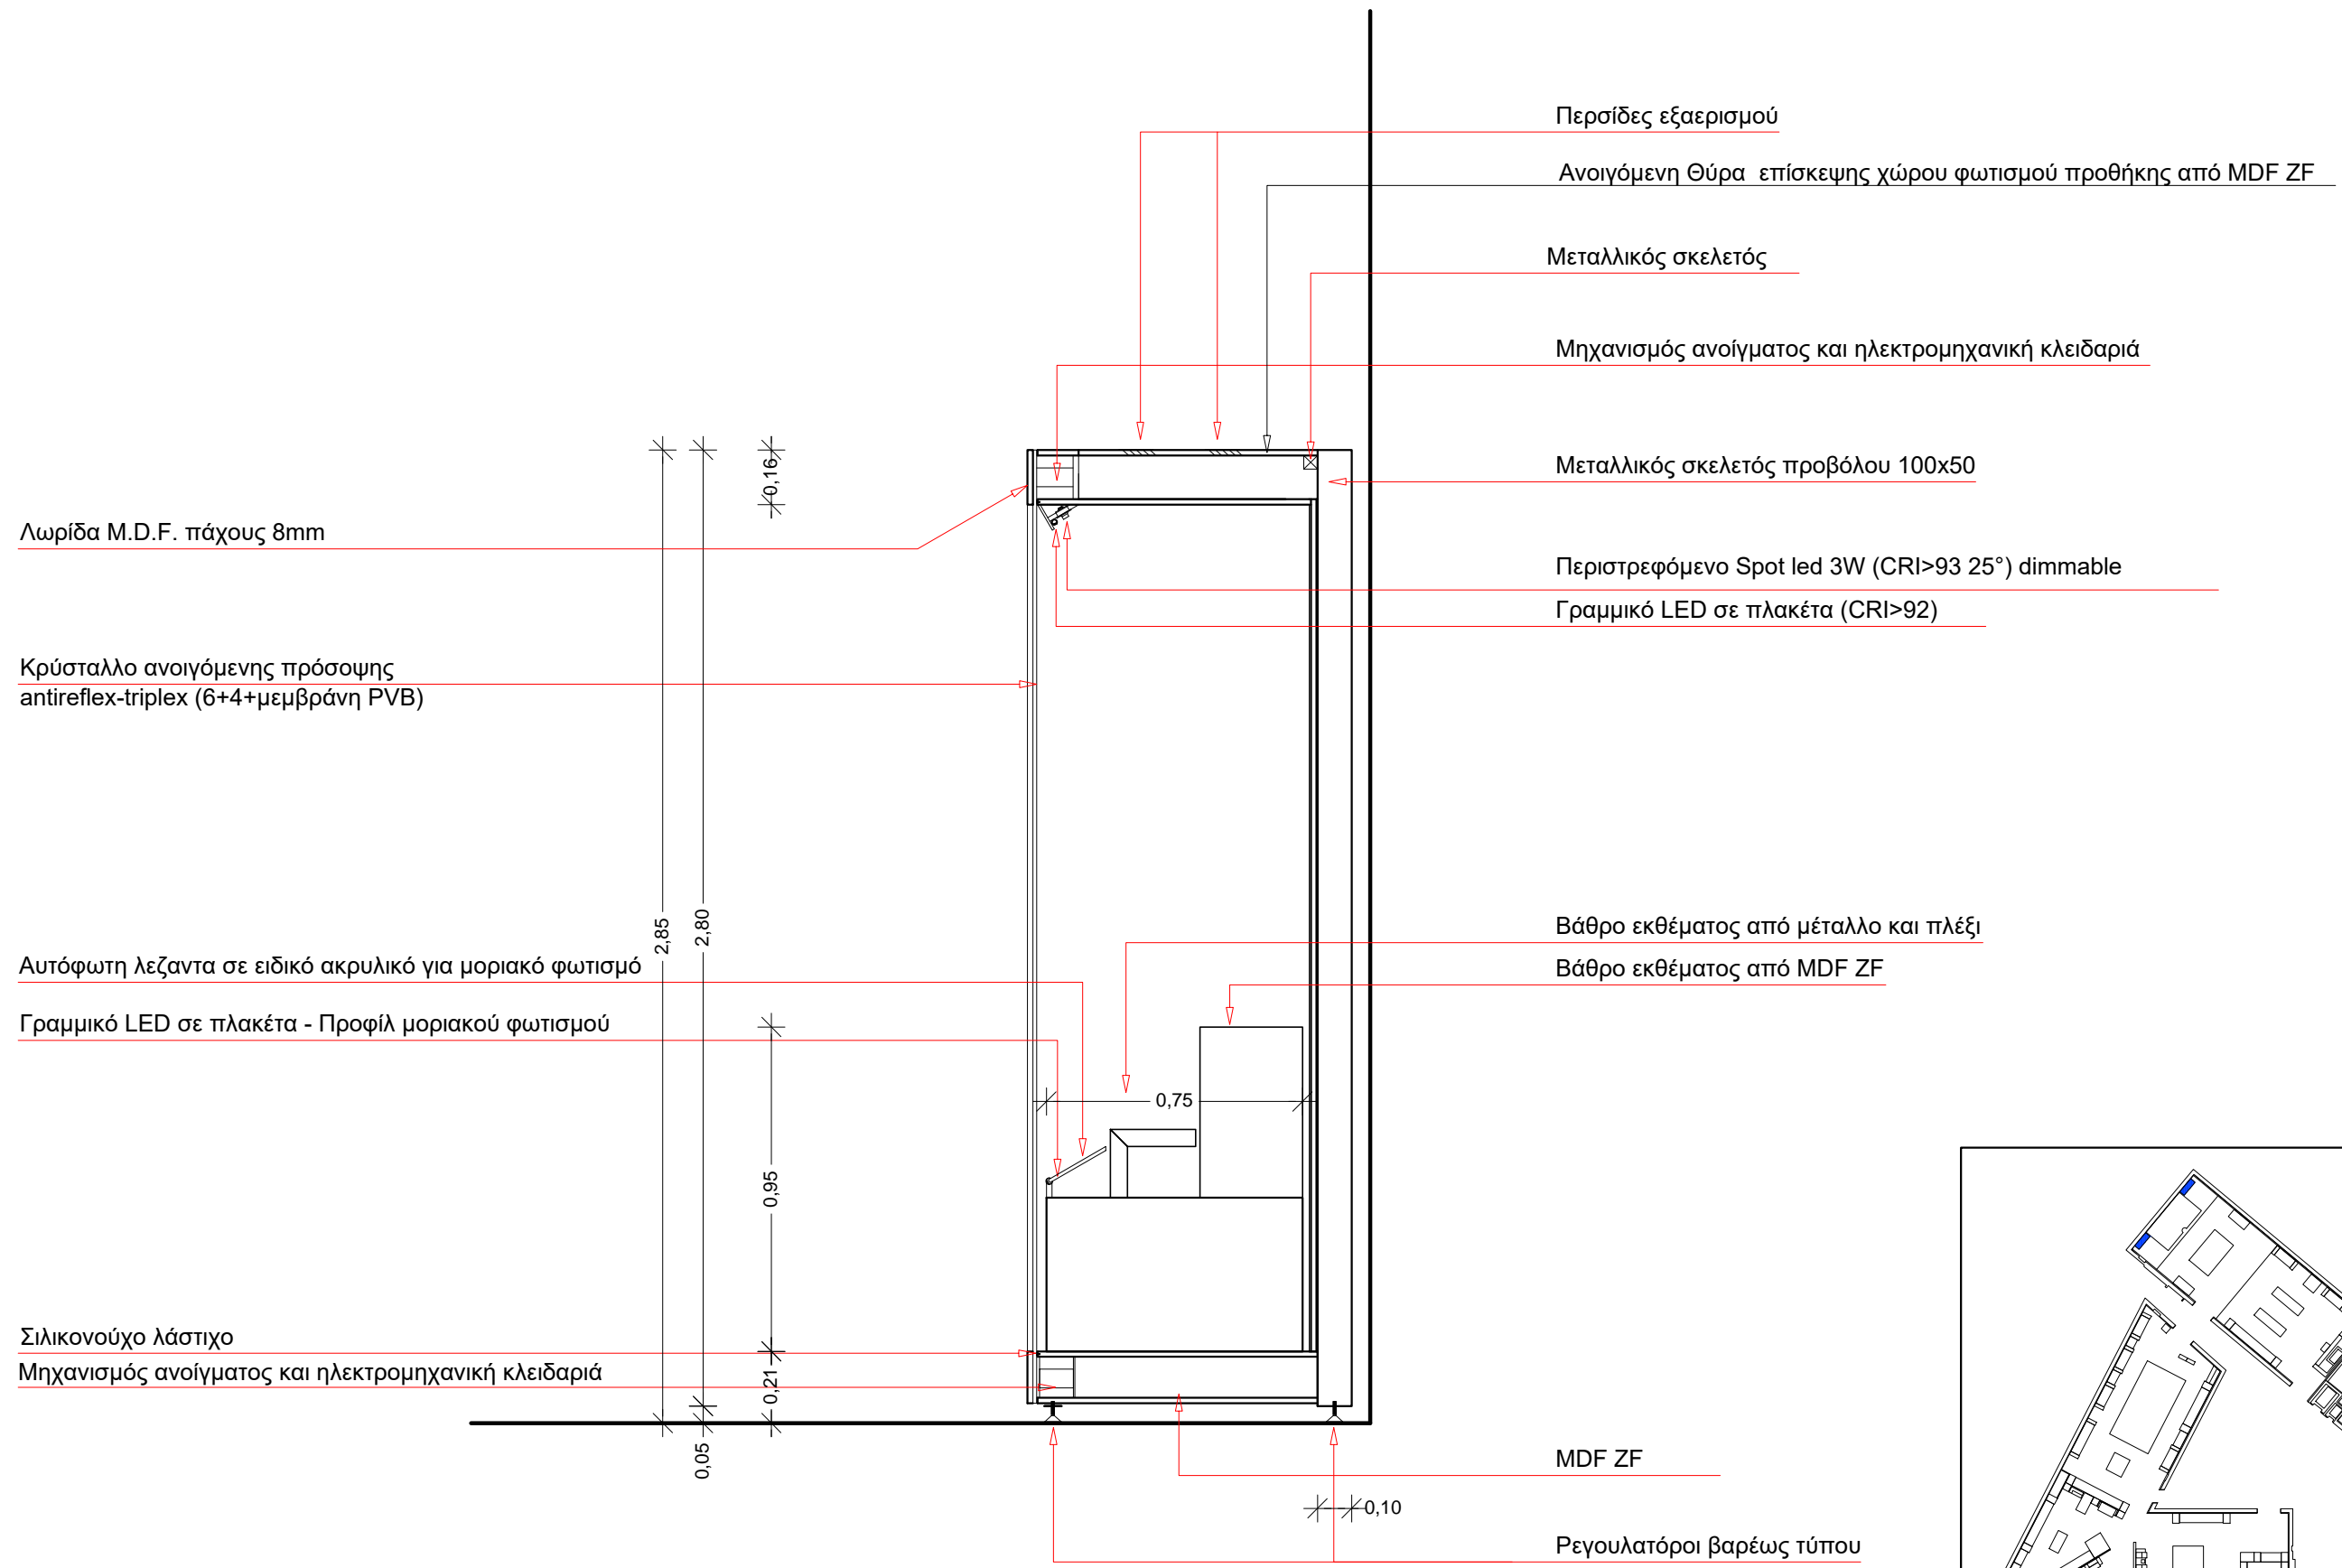 Περσίδες εξαερισμού
Ανοιγόμενη Θύρα επίσκεψης χώρου φωτισμού προθήκης από MDF ZF
Μεταλλικός σκελετός
Μηχανισμός ανοίγματος και ηλεκτρομηχανική κλειδαριά
Μεταλλικός σκελετός προβόλου 100x50
0,16
Λωρίδα M.D.F. πάχους 8mm
Περιστρεφόμενο Spot led 3W (CRI>93 25°) dimmable
Γραμμικό LED σε πλακέτα (CRI>92)
Κρύσταλλο ανοιγόμενης πρόσοψης
antireflex-triplex (6+4+μεμβράνη PVB)
2,85
2,80
Βάθρο εκθέματος από μέταλλο και πλέξι
Αυτόφωτη λεζαντα σε ειδικό ακρυλικό για μοριακό φωτισμό
Βάθρο εκθέματος από MDF ZF
Γραμμικό LED σε πλακέτα - Προφίλ μοριακού φωτισμού
0,75
0,95
Σιλικονούχο λάστιχο
Μηχανισμός ανοίγματος και ηλεκτρομηχανική κλειδαριά
0,21
0,05
MDF ZF
0,10
Ρεγουλατόροι βαρέως τύπου